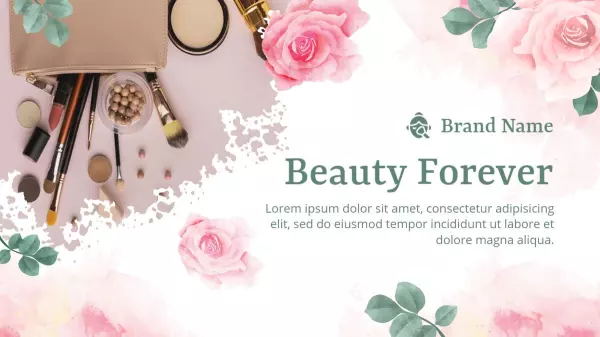 Brand Name
Beauty Forever
Lorem ipsum dolor sit amet, consectetur adipisicing
elit, sed do eiusmod tempor incididunt ut labore et
dolore magna aliqua.